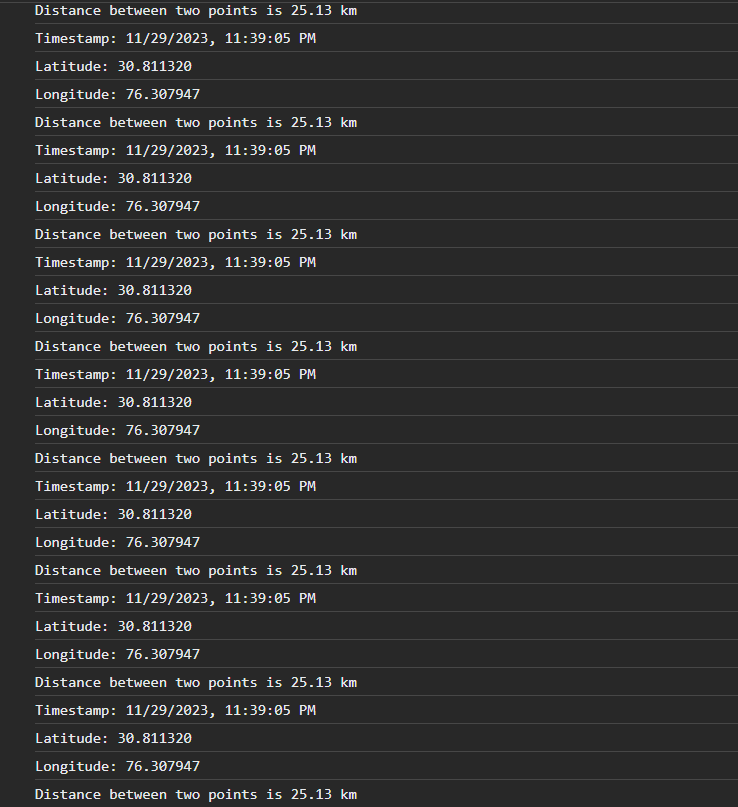 Distance between two points is 25.13 km
Timestamp: 11/29/2023, 11:39:05 PM
Latitude: 30.811320
Longitude: 76.307947
Distance between two points is 25.13 km
Timestamp: 11/29/2023, 11:39:05 PM
Latitude: 30.811320
Longitude: 76.307947
Distance between two points is 25.13 km
Timestamp: 11/29/2023, 11:39:05 PM
Latitude: 30.811320
Longitude: 76.307947
Distance between two points is 25.13 km
Timestamp: 11/29/2023, 11:39:05 PM
Latitude: 30.811320
Longitude: 76.307947
Distance between two points is 25.13 km
Timestamp: 11/29/2023, 11:39:05 PM
Latitude: 30.811320
Longitude: 76.307947
Distance between two points is 25.13 km
Timestamp: 11/29/2023, 11:39:05 PM
Latitude: 30.811320
Longitude: 76.307947
Distance between two points is 25.13 km
Timestamp: 11/29/2023, 11:39:05 PM
Latitude: 30.811320
Longitude: 76.307947
Distance between two points is 25.13 km